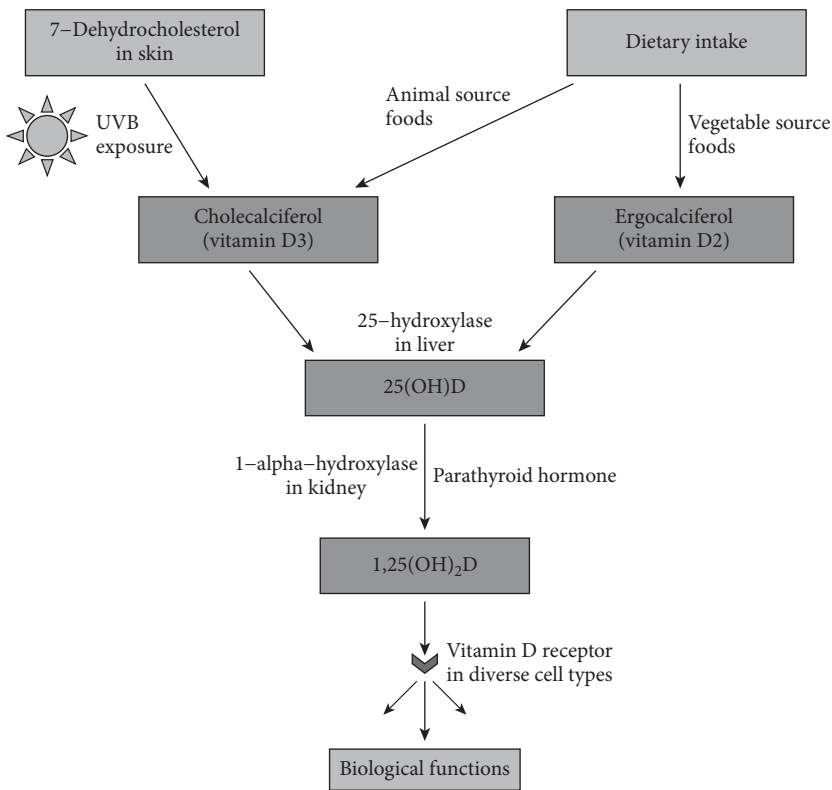 7−Dehydrocholesterol
in skin
Dietary intake
UVB
exposure
Animal source
foods
Vegetable source
foods
Cholecalciferol
(vitamin D3)
Ergocalciferol
(vitamin D2)
25−hydroxylase
in liver
25(OH)D
1−alpha−hydroxylase
in kidney
Parathyroid hormone
1,25(OH)₂D
Vitamin D receptor
in diverse cell types
Biological functions